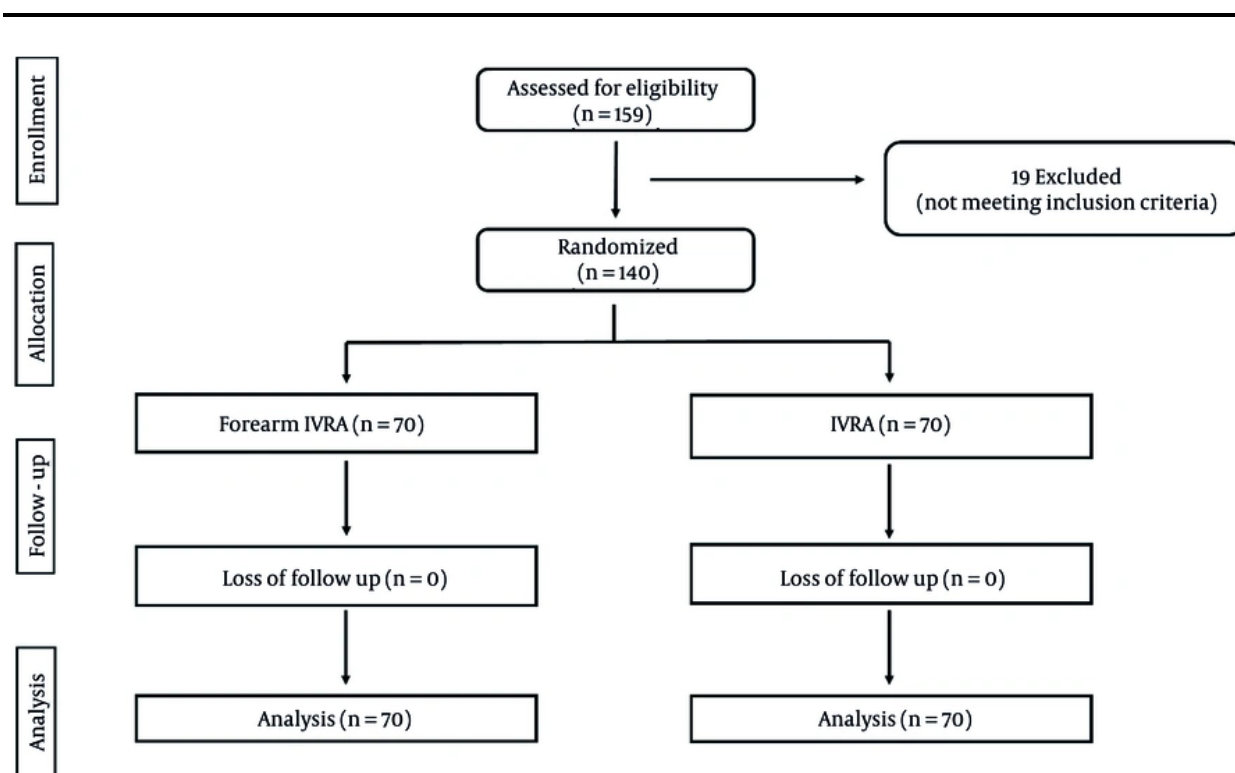 Enrollment
Assessed for eligibility
(n = 159)
19 Excluded
(not meeting inclusion criteria)
Allocation
Randomized
(n = 140)
Forearm IVRA (n = 70)
IVRA (n = 70)
Follow - up
Loss of follow up (n = 0)
Loss of follow up (n = 0)
Analysis
Analysis (n = 70)
Analysis (n = 70)